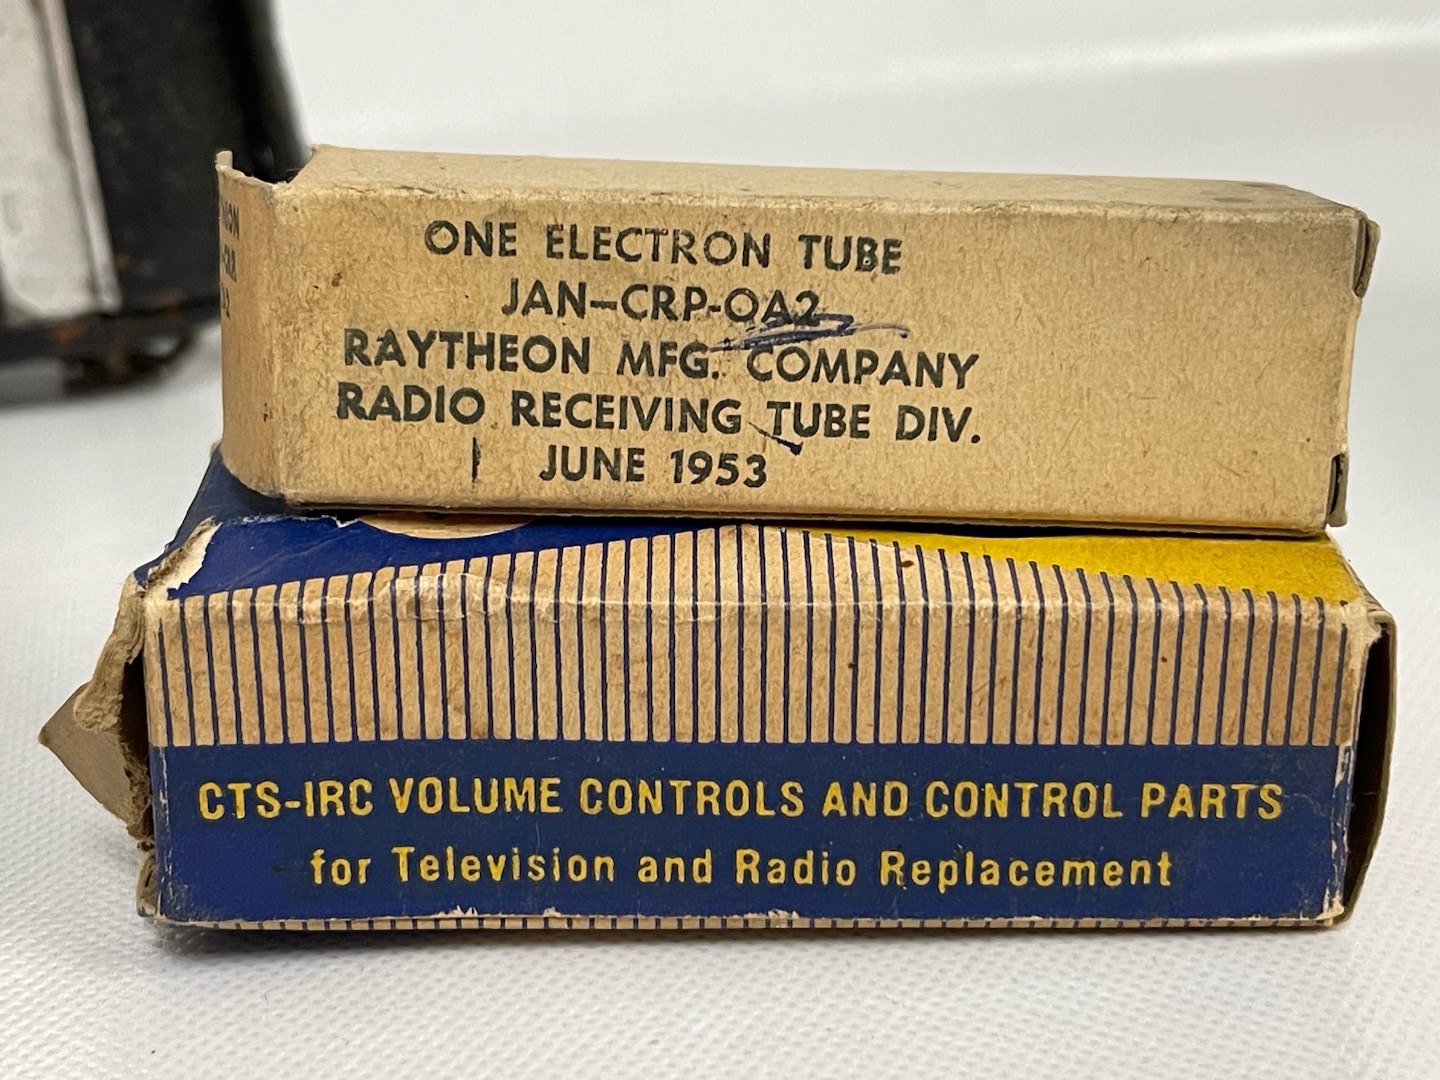 ONE ELECTRON TUBE
JAN-CRP-OA2
RAYTHEON MFG. COMPANY
RADIO RECEIVING TUBE DIV.
JUNE 1953
CTS-IRC VOLUME CONTROLS AND CONTROL PARTS
for Television and Radio Replacement